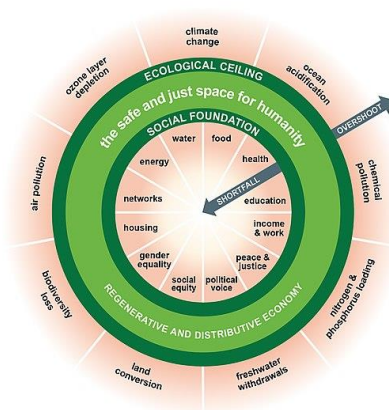 climate
change
ocean
acidification
chemical
pollution
nitrogen &
phosphorus loading
freshwater
withdrawals
land
conversion
biodiversity
loss
air pollution
ozone layer
depletion
ECOLOGICAL CEILING
the safe and just space for humanity
SOCIAL FOUNDATION
OVERSHOOT
SHORTFALL
water
food
health
education
income
& work
peace &
justice
political
voice
social
equity
gender
equality
housing
networks
energy
REGENERATIVE AND DISTRIBUTIVE ECONOMY